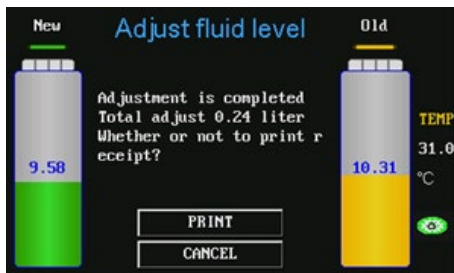 New
Adjust fluid level
Old
Adjustment is completed
Total adjust 0.24 liter
Whether or not to print r
eceipt?
TEMP
31.0
°C
9.58
10.31
PRINT
CANCEL